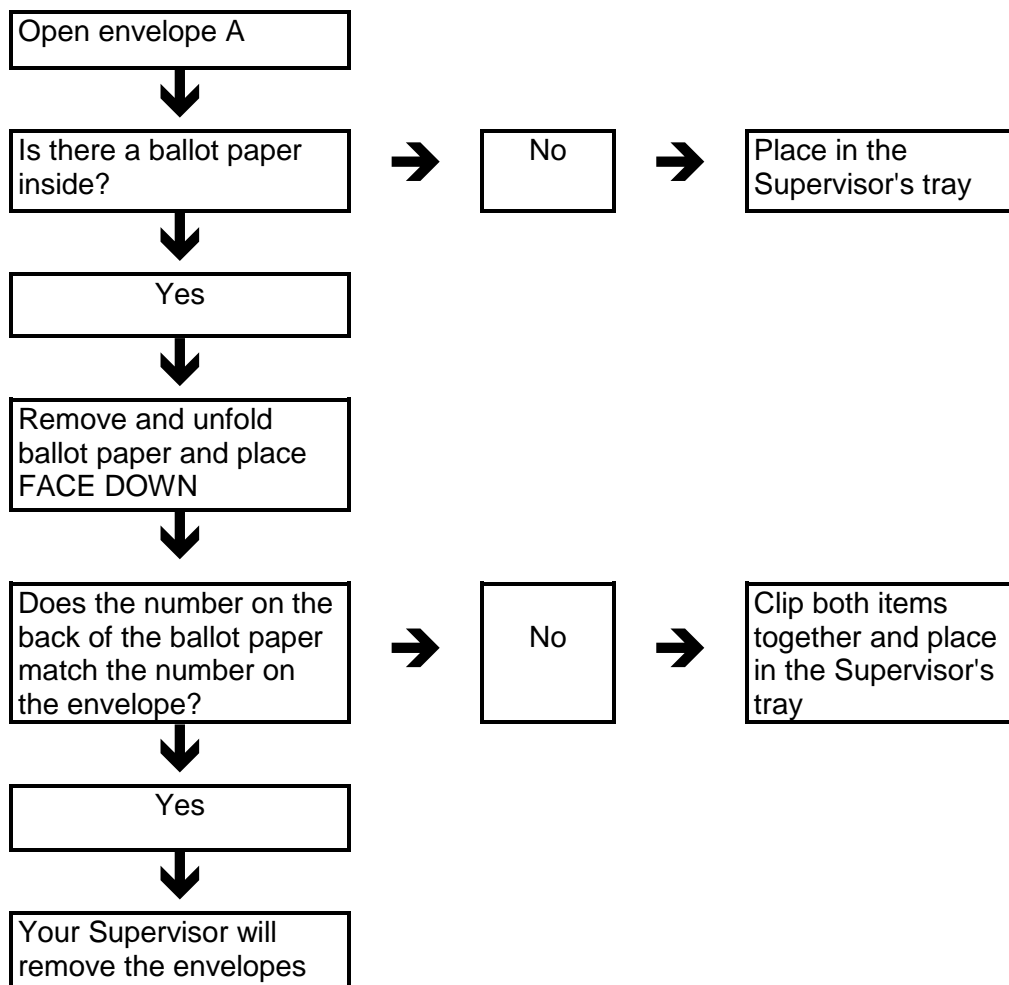 Open envelope A
Is there a ballot paper
inside?
No
Place in the
Supervisor's tray
Yes
Remove and unfold
ballot paper and place
FACE DOWN
Does the number on the
back of the ballot paper
match the number on
the envelope?
No
Clip both items
together and place
in the Supervisor's
tray
Yes
Your Supervisor will
remove the envelopes